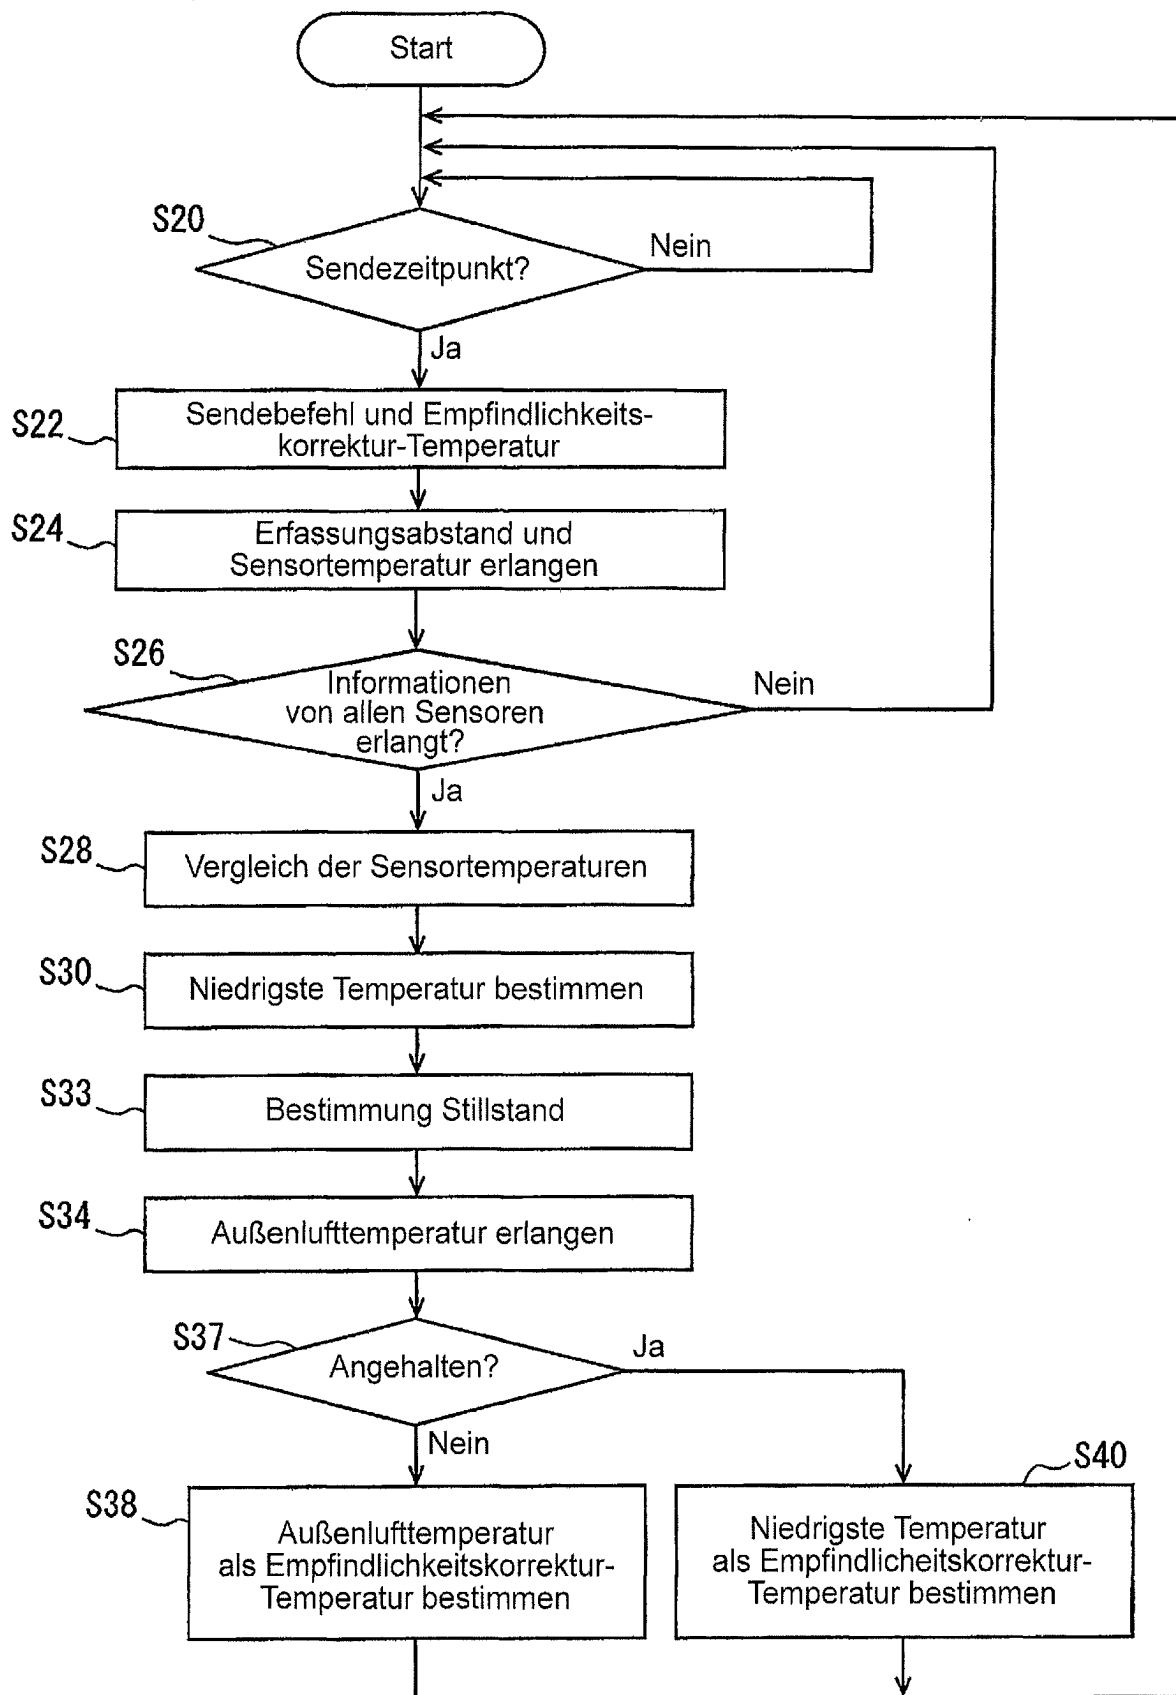 Start
S20
Sendezeitpunkt?
Nein
Ja
S22
Sendebefehl und Empfindlichkeits-
korrektur-Temperatur
S24
Erfassungsabstand und
Sensortemperatur erlangen
S26
Informationen
von allen Sensoren
erlangt?
Nein
Ja
S28
Vergleich der Sensortemperaturen
S30
Niedrigste Temperatur bestimmen
S33
Bestimmung Stillstand
S34
Außenlufttemperatur erlangen
S37
Angehalten?
Ja
Nein
S38
Außenlufttemperatur
als Empfindlichkeitskorrektur-
Temperatur bestimmen
S40
Niedrigste Temperatur
als Empfindlicheitskorrektur-
Temperatur bestimmen